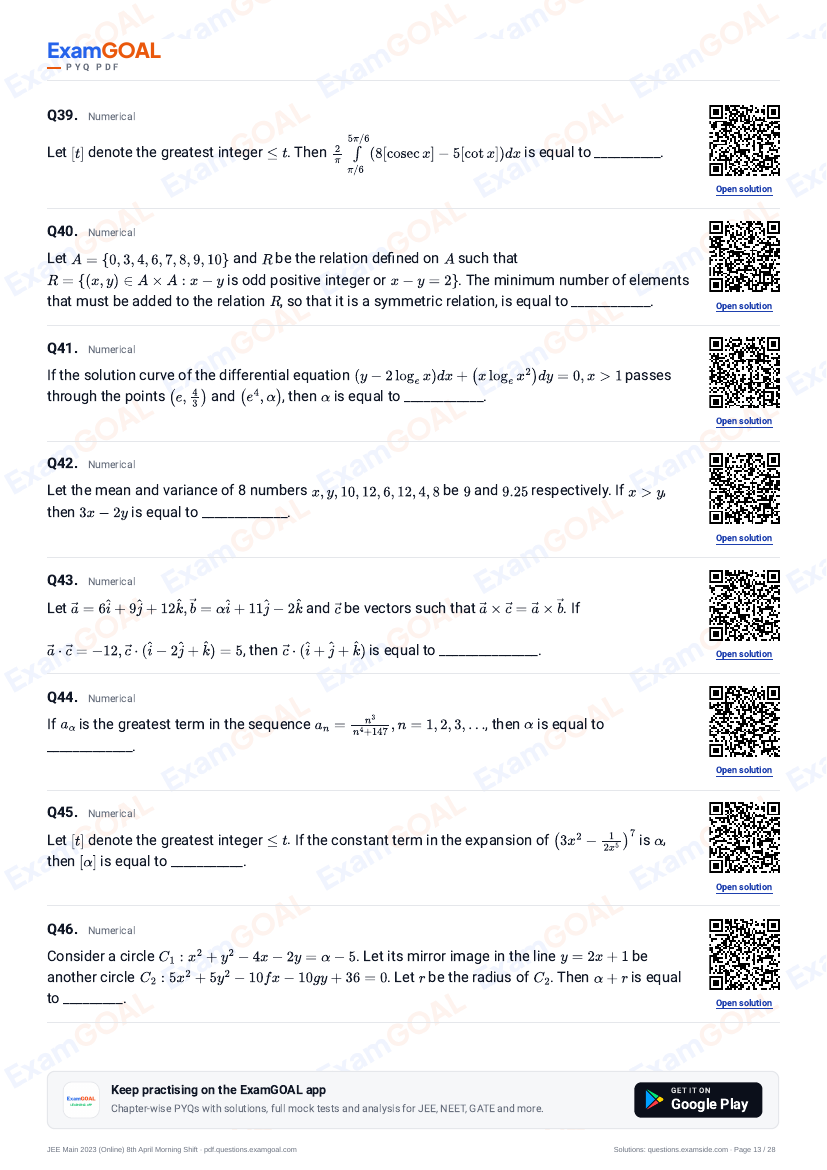 ExamGOAL
PYQ PDF
Q39. Numerical
Let [t] denote the greatest integer ≤ t. Then 2/π ∫_{π/6}^{5π/6} (8[cosec x] − 5[cot x])dx is equal to __________.
Open solution
Q40. Numerical
Let A = {0, 3, 4, 6, 7, 8, 9, 10} and R be the relation defined on A such that
R = {(x, y) ∈ A × A : x − y is odd positive integer or x − y = 2}. The minimum number of elements
that must be added to the relation R, so that it is a symmetric relation, is equal to ____________.
Open solution
Q41. Numerical
If the solution curve of the differential equation (y − 2 log_e x)dx + (x log_e x²)dy = 0, x > 1 passes
through the points (e, 4/3) and (e⁴, α), then α is equal to ____________.
Open solution
Q42. Numerical
Let the mean and variance of 8 numbers x, y, 10, 12, 6, 12, 4, 8 be 9 and 9.25 respectively. If x > y,
then 3x − 2y is equal to _____________.
Open solution
Q43. Numerical
Let a⃗ = 6î + 9ĵ + 12k̂, b⃗ = αî + 11ĵ − 2k̂ and c⃗ be vectors such that a⃗ × c⃗ = a⃗ × b⃗. If
a⃗ · c⃗ = −12, c⃗ · (î − 2ĵ + k̂) = 5, then c⃗ · (î + ĵ + k̂) is equal to _______________.
Open solution
Q44. Numerical
If a_α is the greatest term in the sequence a_n = n³/(n⁴+147), n = 1, 2, 3, . . ., then α is equal to
_____________.
Open solution
Q45. Numerical
Let [t] denote the greatest integer ≤ t. If the constant term in the expansion of (3x² − 1/(2x⁵))⁷ is α,
then [α] is equal to ___________.
Open solution
Q46. Numerical
Consider a circle C₁ : x² + y² − 4x − 2y = α − 5. Let its mirror image in the line y = 2x + 1 be
another circle C₂ : 5x² + 5y² − 10fx − 10gy + 36 = 0. Let r be the radius of C₂. Then α + r is equal
to _________.
Open solution
Keep practising on the ExamGOAL app
Chapter-wise PYQs with solutions, full mock tests and analysis for JEE, NEET, GATE and more.
GET IT ON
Google Play
JEE Main 2023 (Online) 8th April Morning Shift · pdf.questions.examgoal.com
Solutions: questions.examside.com · Page 13 / 28